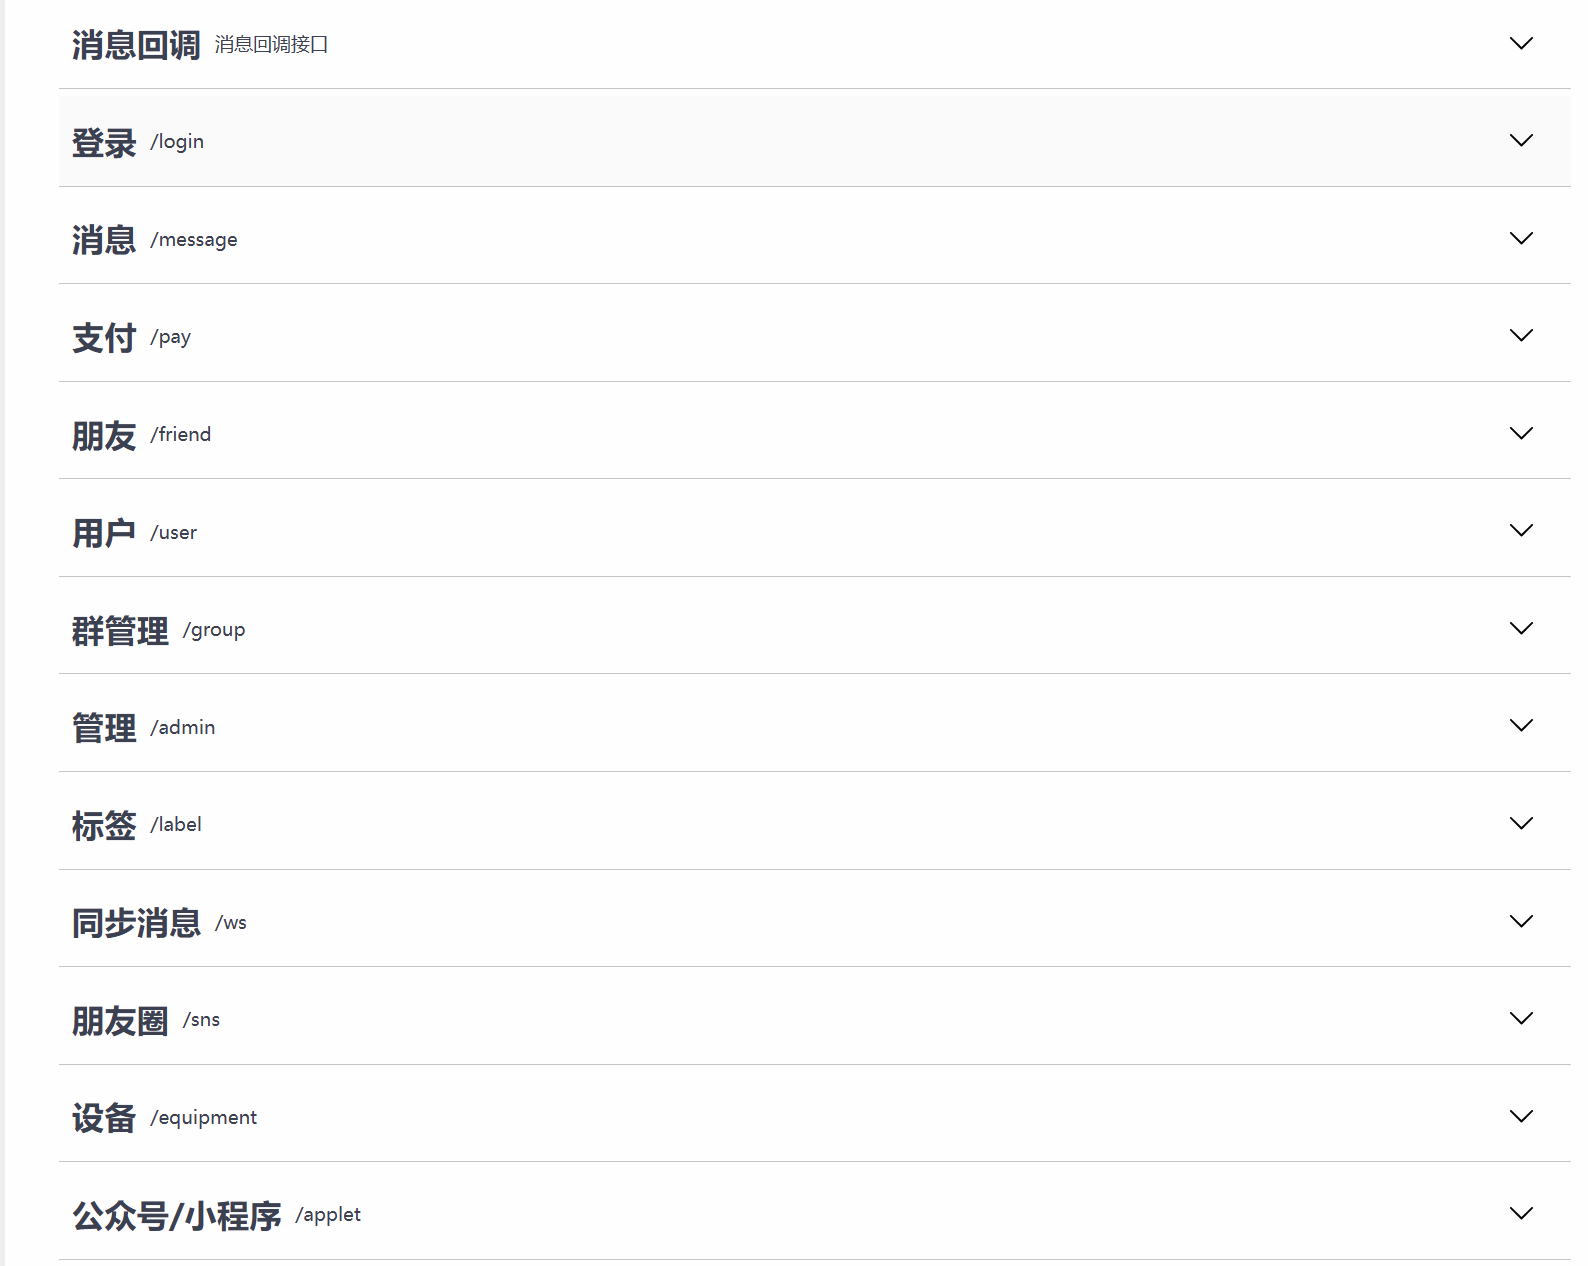 消息回调 消息回调接口
登录 /login
消息 /message
支付 /pay
朋友 /friend
用户 /user
群管理 /group
管理 /admin
标签 /label
同步消息 /ws
朋友圈 /sns
设备 /equipment
公众号/小程序 /applet